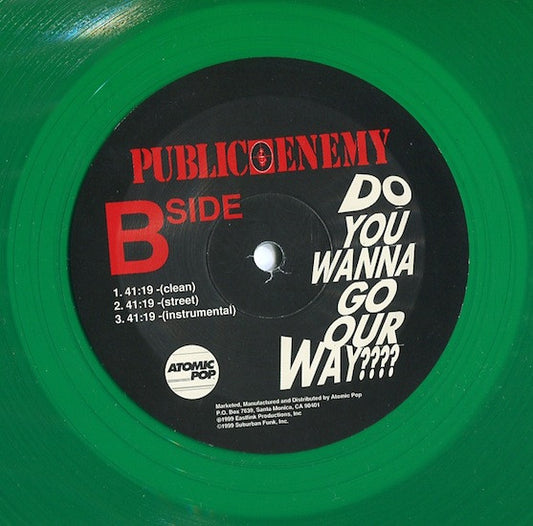 PUBLIC ENEMY
B SIDE
DO
YOU
WANNA
GO
OUR
WAY????
1. 41:19 -(clean)
2. 41:19 -(street)
3. 41:19 -(instrumental)
ATOMIC
POP
Marketed, Manufactured and Distributed by Atomic Pop
P.O. Box 7639, Santa Monica, CA 90401
℗1999 Eastlink Productions, Inc
©1999 Suburban Funk, Inc.